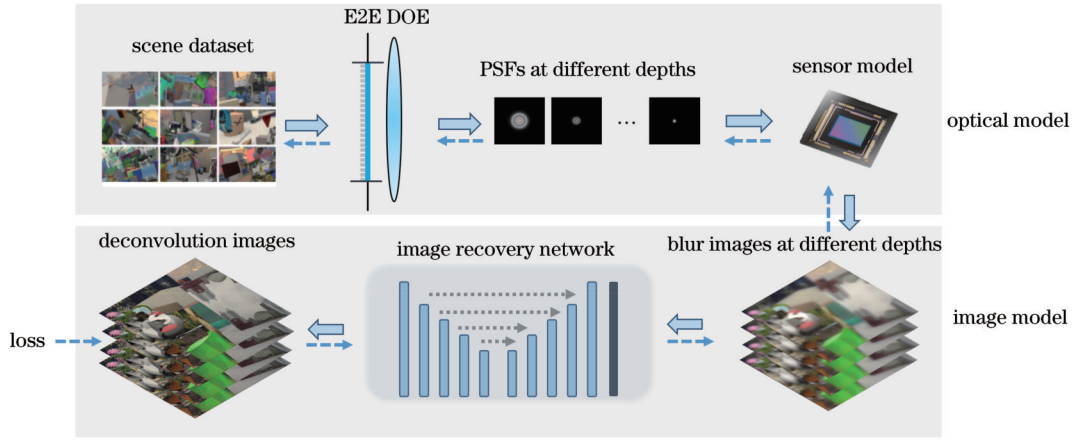 E2E DOE
scene dataset
PSFs at different depths
sensor model
...
optical model
deconvolution images
image recovery network
blur images at different depths
loss
image model